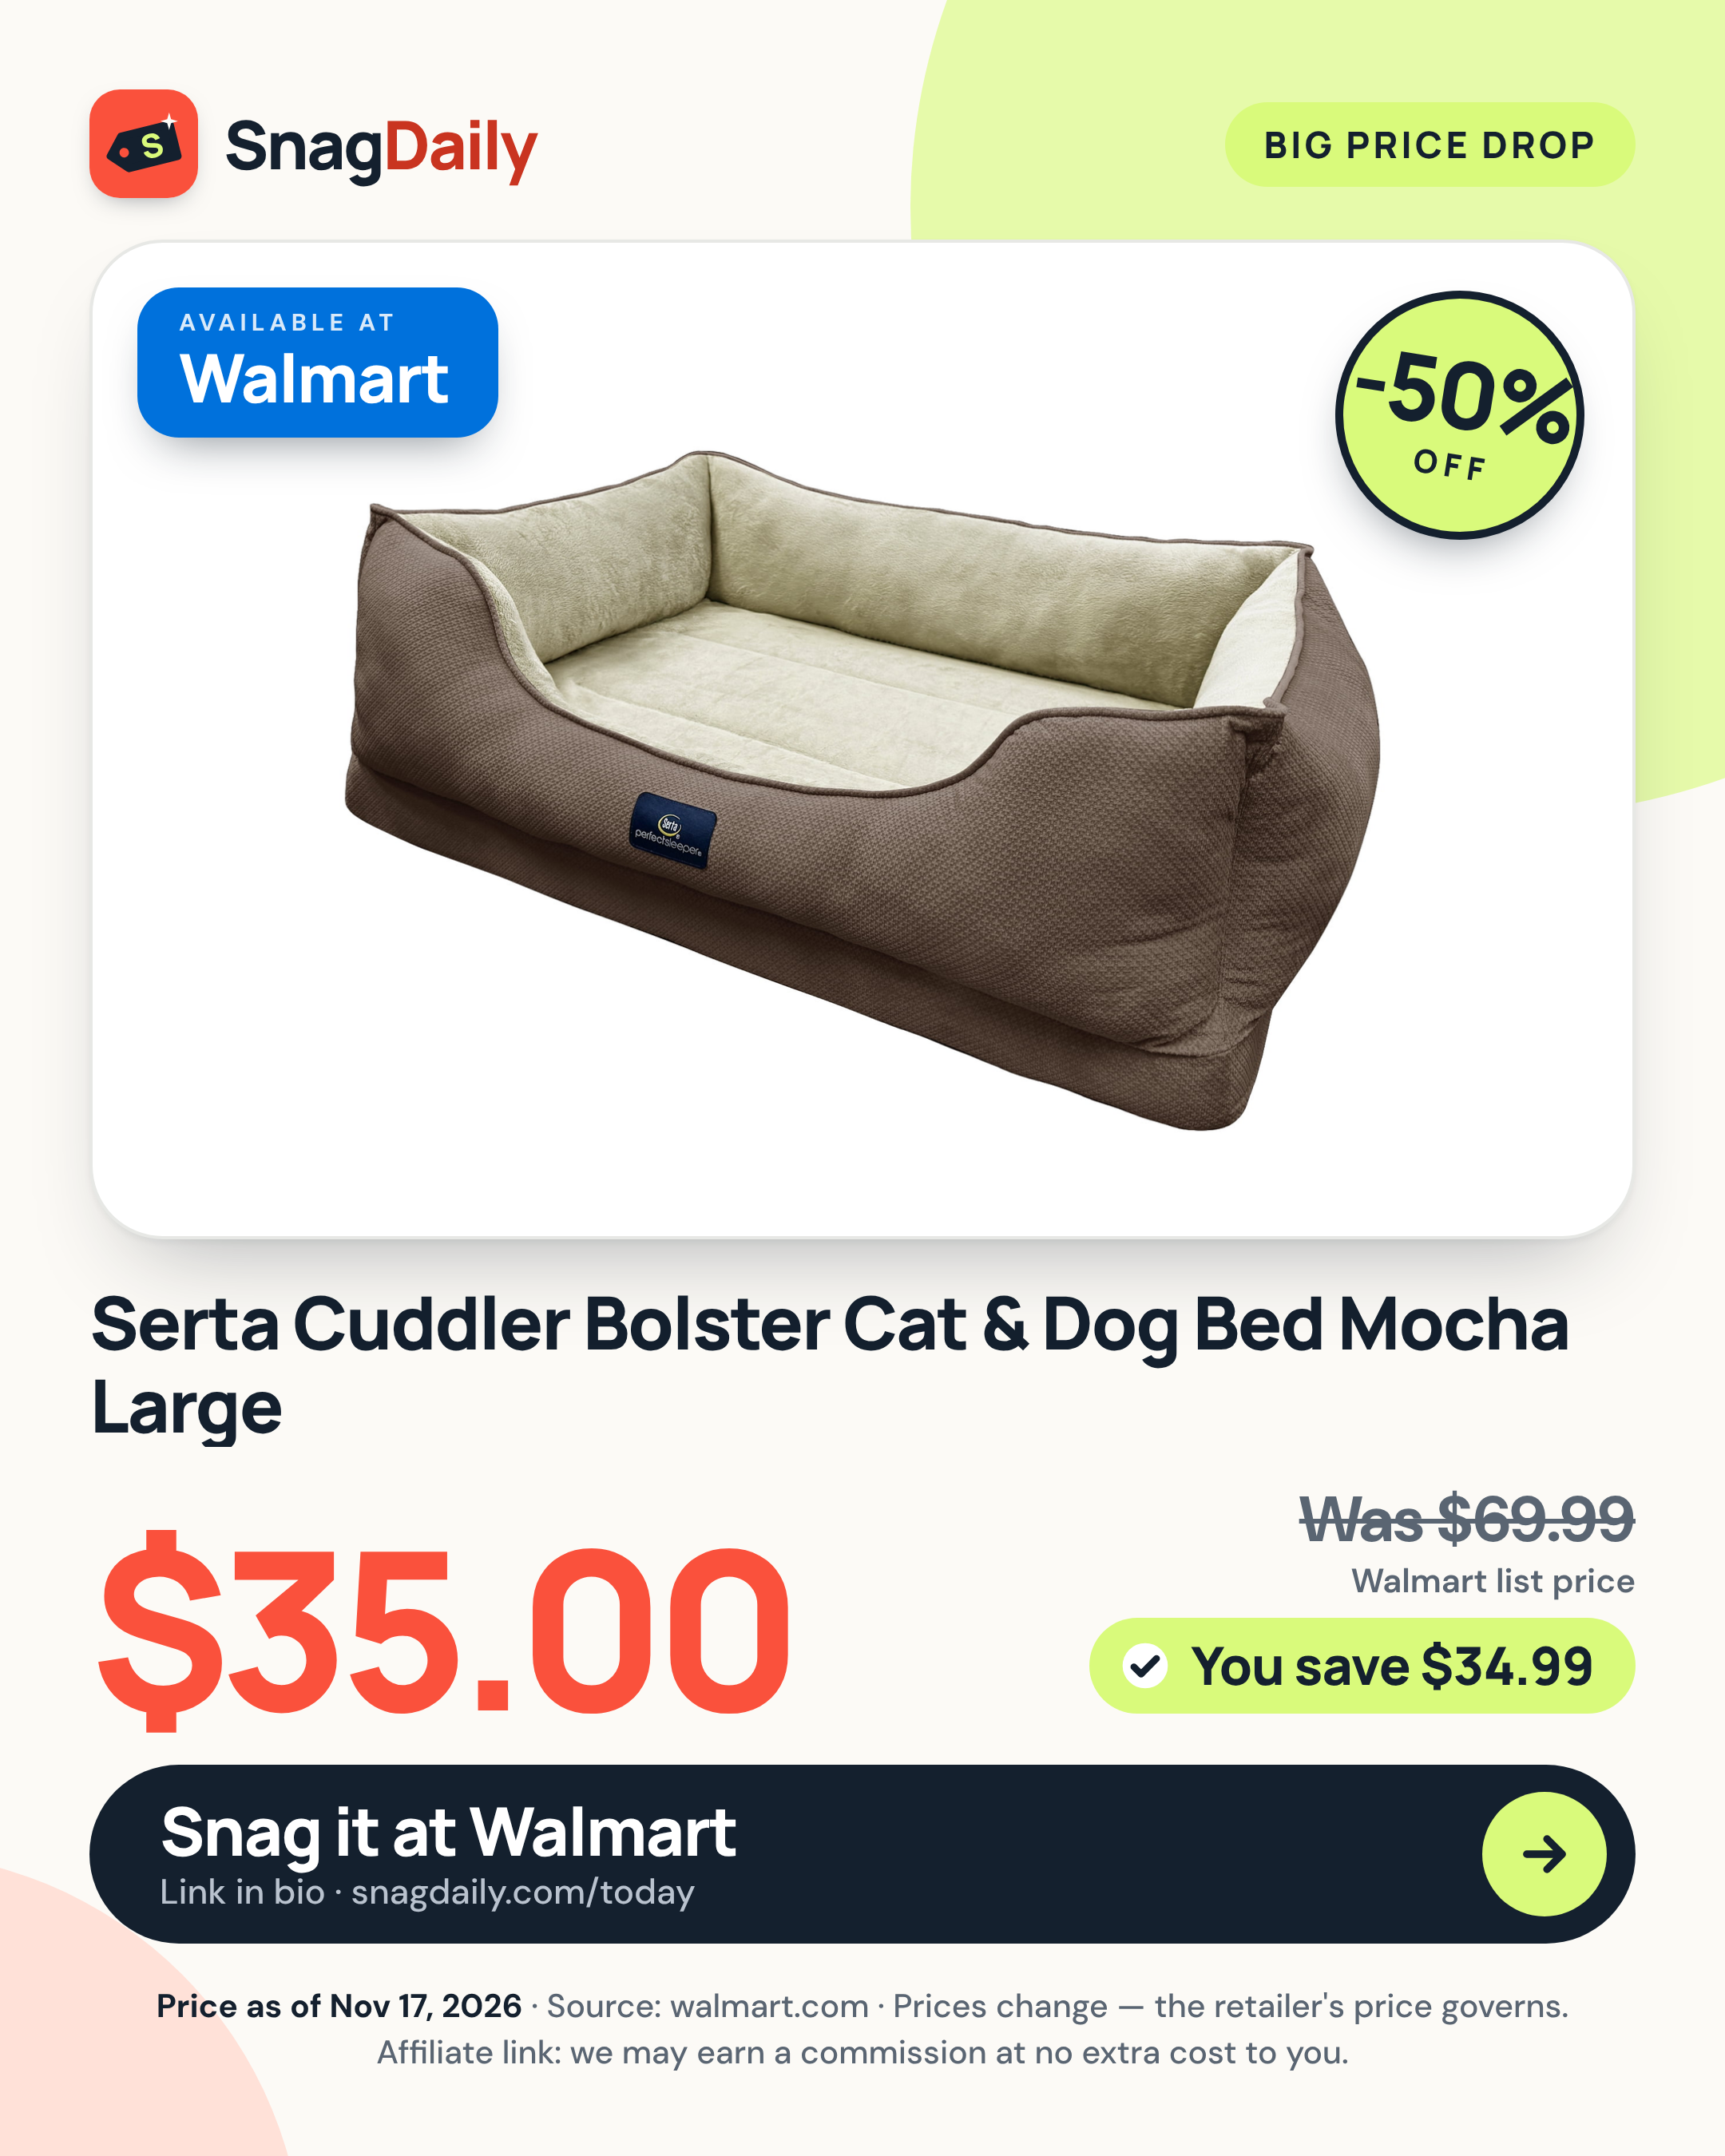 S
SnagDaily
BIG PRICE DROP
AVAILABLE AT
Walmart
-50%
OFF
Serta
perfectsleeper®
Serta Cuddler Bolster Cat & Dog Bed Mocha
Large
$35.00
Was $69.99
Walmart list price
You save $34.99
Snag it at Walmart
Link in bio · snagdaily.com/today
Price as of Nov 17, 2026 · Source: walmart.com · Prices change — the retailer's price governs.
Affiliate link: we may earn a commission at no extra cost to you.